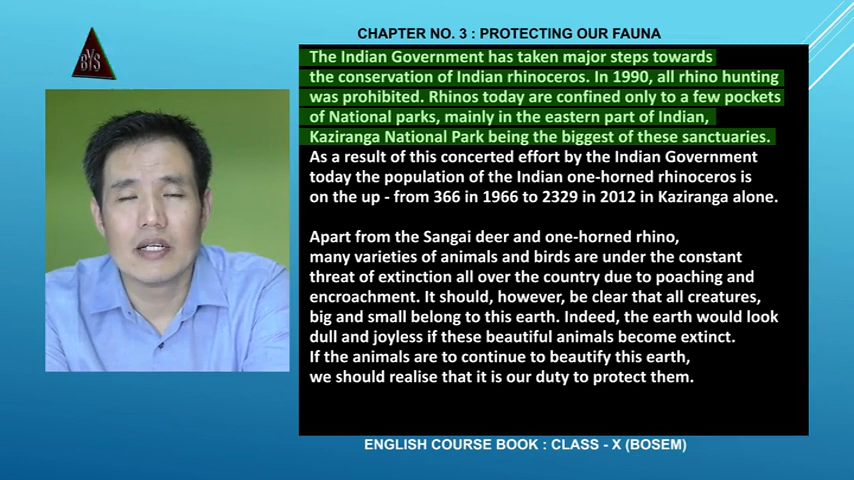 CHAPTER NO. 3 : PROTECTING OUR FAUNA
BYS
The Indian Government has taken major steps towards
the conservation of Indian rhinoceros. In 1990, all rhino hunting
was prohibited. Rhinos today are confined only to a few pockets
of National parks, mainly in the eastern part of Indian,
Kaziranga National Park being the biggest of these sanctuaries.
As a result of this concerted effort by the Indian Government
today the population of the Indian one-horned rhinoceros is
on the up - from 366 in 1966 to 2329 in 2012 in Kaziranga alone.
Apart from the Sangai deer and one-horned rhino,
many varieties of animals and birds are under the constant
threat of extinction all over the country due to poaching and
encroachment. It should, however, be clear that all creatures,
big and small belong to this earth. Indeed, the earth would look
dull and joyless if these beautiful animals become extinct.
If the animals are to continue to beautify this earth,
we should realise that it is our duty to protect them.
ENGLISH COURSE BOOK : CLASS - X (BOSEM)